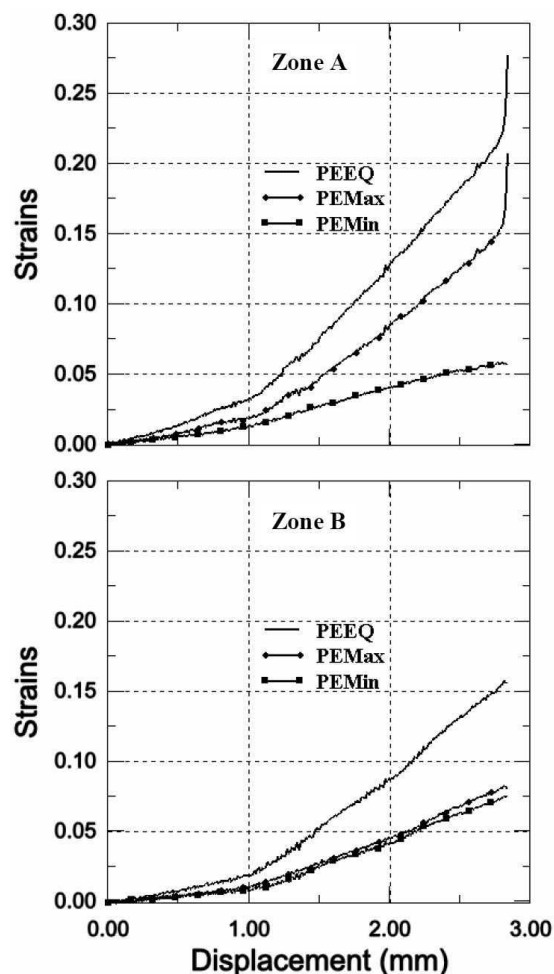 0.30
Zone A
0.25
0.20
PEEQ
PEMax
PEMin
0.15
0.10
0.05
0.00
Strains
0.30
Zone B
0.25
0.20
PEEQ
PEMax
PEMin
0.15
0.10
0.05
0.00
Strains
0.00 1.00 2.00 3.00
Displacement (mm)